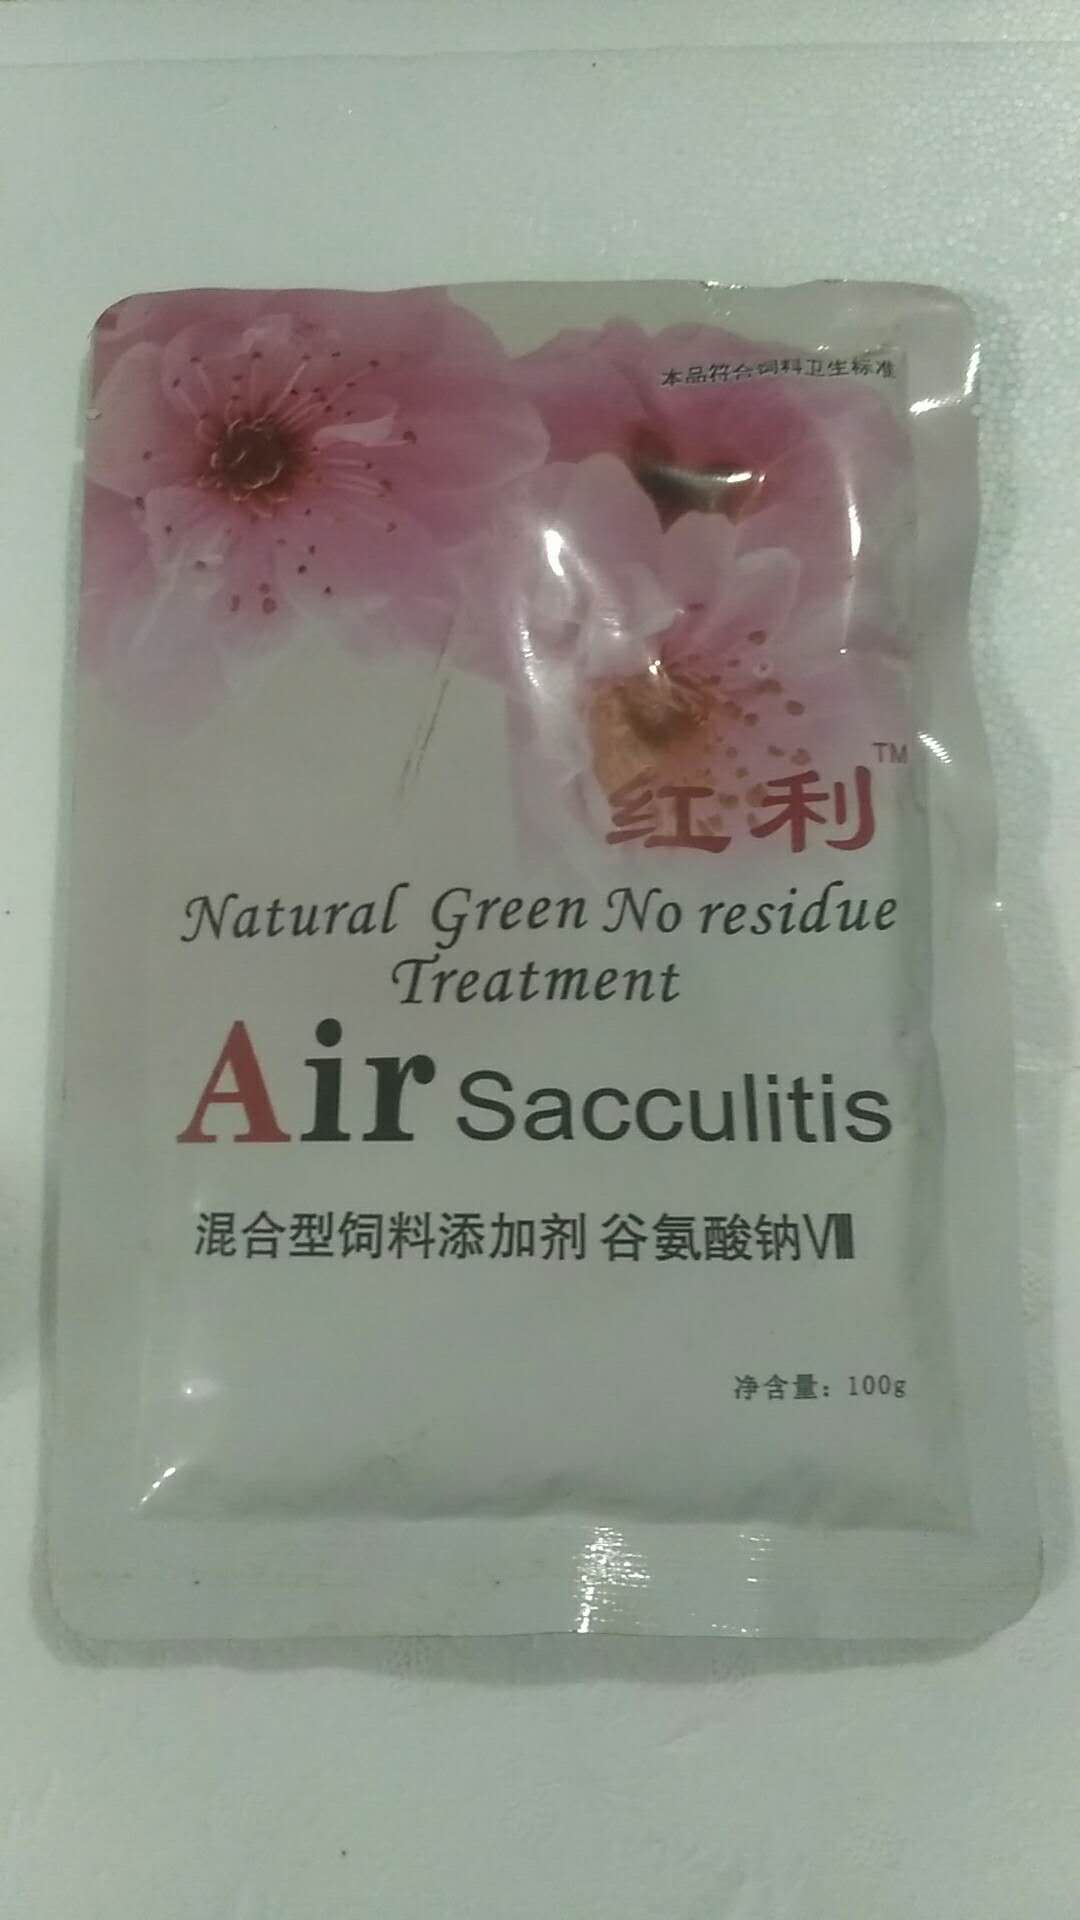 本品符合饲料卫生标准
红利™
Natural Green No residue
Treatment
Air Sacculitis
混合型饲料添加剂 谷氨酸钠Ⅷ
净含量：100g